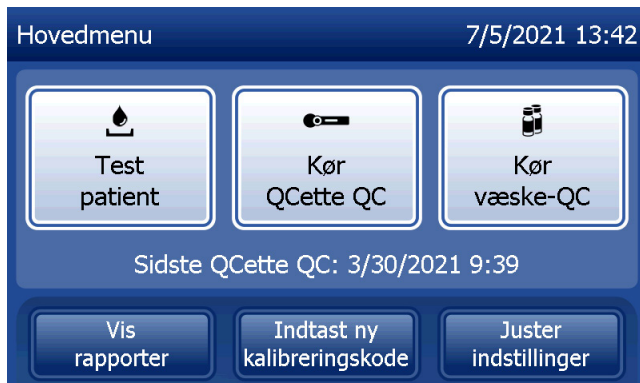 Hovedmenu 7/5/2021 13:42
Test
patient
Kør
QCette QC
Kør
væske-QC
Sidste QCette QC: 3/30/2021 9:39
Vis
rapporter
Indtast ny
kalibreringskode
Juster
indstillinger